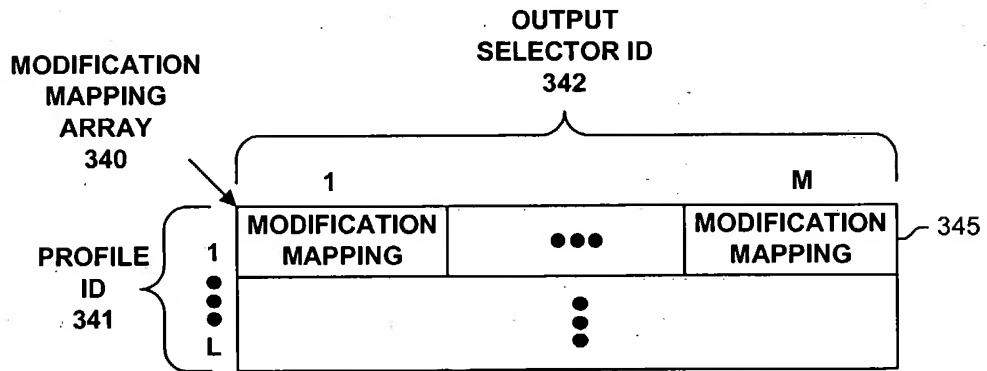 OUTPUT
SELECTOR ID
342
MODIFICATION
MAPPING
ARRAY
340
1
M
MODIFICATION
MAPPING
●●●
MODIFICATION
MAPPING
345
PROFILE
ID
341
1
L